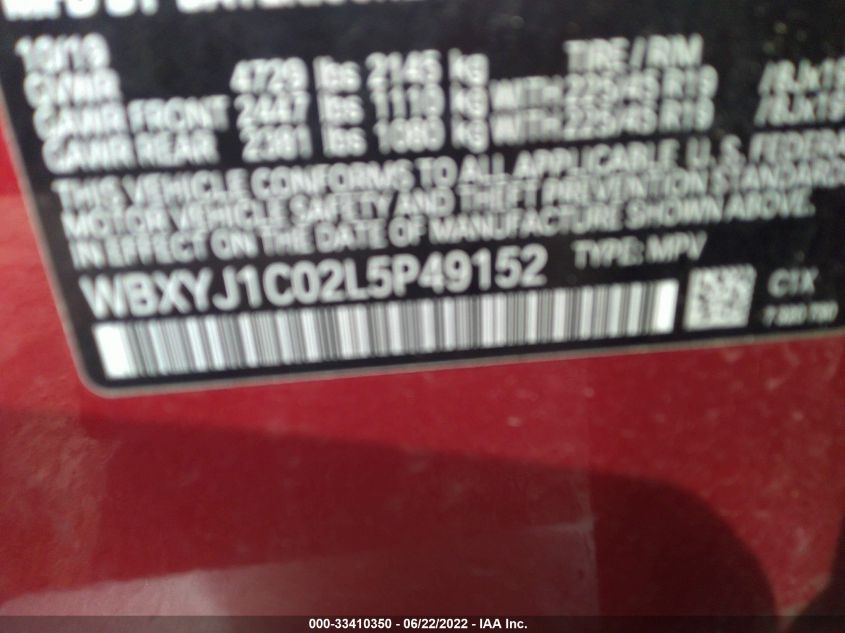 10/19 TIRE / RIM
GVWR 4729 lbs 2145 kg
GAWR FRONT 2447 lbs 1110 kg WITH 225/45 R19
GAWR REAR 2381 lbs 1080 kg WITH 225/45 R19
THIS VEHICLE CONFORMS TO ALL APPLICABLE U. S. FEDERA
MOTOR VEHICLE SAFETY AND THEFT PREVENTION STANDARD
IN EFFECT ON THE DATE OF MANUFACTURE SHOWN ABOVE.
WBXYJ1C02L5P49152 TYPE: MPV
C1X
000-33410350 - 06/22/2022 - IAA Inc.